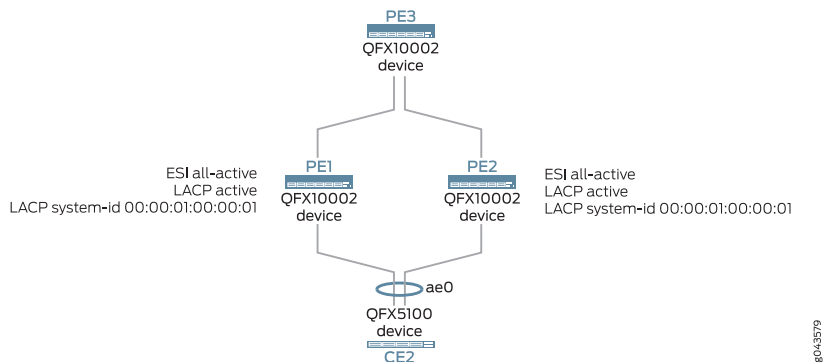 PE3
QFX10002
device
ESI all-active
LACP active
LACP system-id 00:00:01:00:00:01
PE1
QFX10002
device
PE2
QFX10002
device
ESI all-active
LACP active
LACP system-id 00:00:01:00:00:01
ae0
QFX5100
device
CE2
g043579